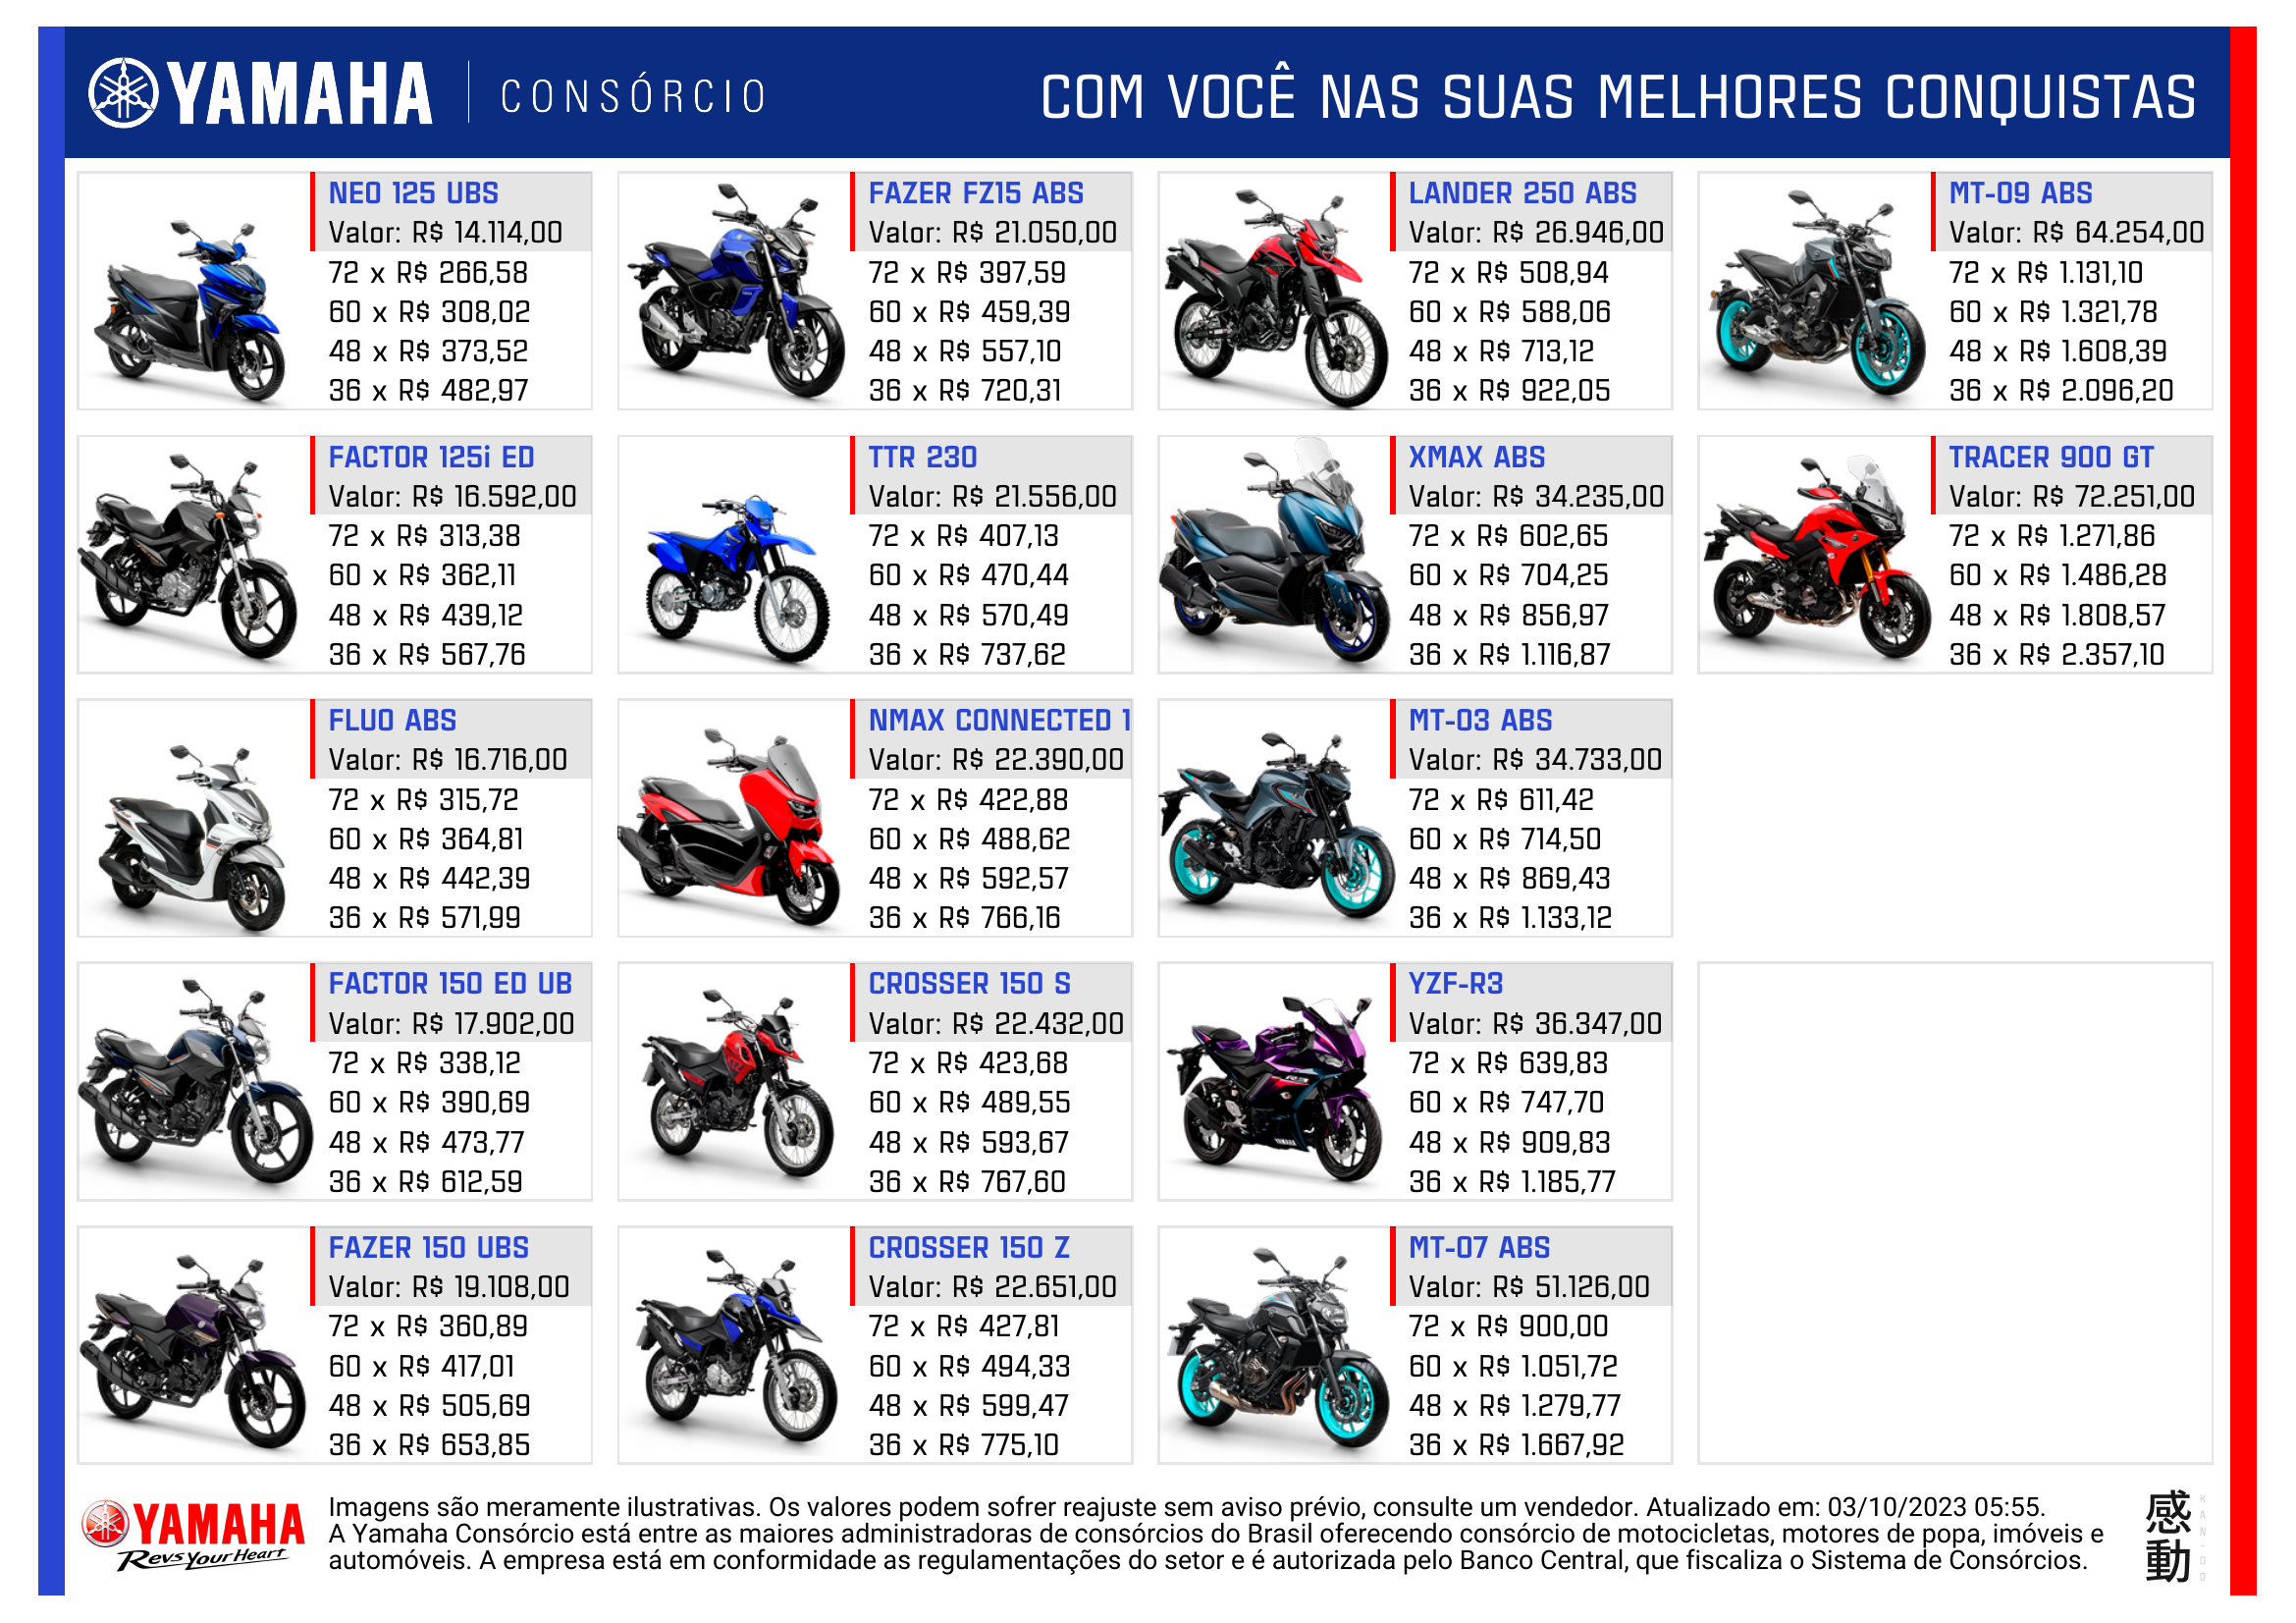 YAMAHA | CONSÓRCIO
COM VOCÊ NAS SUAS MELHORES CONQUISTAS
NEO 125 UBS
Valor: R$ 14.114,00
72 x R$ 266,58
60 x R$ 308,02
48 x R$ 373,52
36 x R$ 482,97
FACTOR 125i ED
Valor: R$ 16.592,00
72 x R$ 313,38
60 x R$ 362,11
48 x R$ 439,12
36 x R$ 567,76
FLUO ABS
Valor: R$ 16.716,00
72 x R$ 315,72
60 x R$ 364,81
48 x R$ 442,39
36 x R$ 571,99
FACTOR 150 ED UB
Valor: R$ 17.902,00
72 x R$ 338,12
60 x R$ 390,69
48 x R$ 473,77
36 x R$ 612,59
FAZER 150 UBS
Valor: R$ 19.108,00
72 x R$ 360,89
60 x R$ 417,01
48 x R$ 505,69
36 x R$ 653,85
FAZER FZ15 ABS
Valor: R$ 21.050,00
72 x R$ 397,59
60 x R$ 459,39
48 x R$ 557,10
36 x R$ 720,31
TTR 230
Valor: R$ 21.556,00
72 x R$ 407,13
60 x R$ 470,44
48 x R$ 570,49
36 x R$ 737,62
NMAX CONNECTED 1
Valor: R$ 22.390,00
72 x R$ 422,88
60 x R$ 488,62
48 x R$ 592,57
36 x R$ 766,16
CROSSER 150 S
Valor: R$ 22.432,00
72 x R$ 423,68
60 x R$ 489,55
48 x R$ 593,67
36 x R$ 767,60
CROSSER 150 Z
Valor: R$ 22.651,00
72 x R$ 427,81
60 x R$ 494,33
48 x R$ 599,47
36 x R$ 775,10
LANDER 250 ABS
Valor: R$ 26.946,00
72 x R$ 508,94
60 x R$ 588,06
48 x R$ 713,12
36 x R$ 922,05
XMAX ABS
Valor: R$ 34.235,00
72 x R$ 602,65
60 x R$ 704,25
48 x R$ 856,97
36 x R$ 1.116,87
MT-03 ABS
Valor: R$ 34.733,00
72 x R$ 611,42
60 x R$ 714,50
48 x R$ 869,43
36 x R$ 1.133,12
YZF-R3
Valor: R$ 36.347,00
72 x R$ 639,83
60 x R$ 747,70
48 x R$ 909,83
36 x R$ 1.185,77
MT-07 ABS
Valor: R$ 51.126,00
72 x R$ 900,00
60 x R$ 1.051,72
48 x R$ 1.279,77
36 x R$ 1.667,92
MT-09 ABS
Valor: R$ 64.254,00
72 x R$ 1.131,10
60 x R$ 1.321,78
48 x R$ 1.608,39
36 x R$ 2.096,20
TRACER 900 GT
Valor: R$ 72.251,00
72 x R$ 1.271,86
60 x R$ 1.486,28
48 x R$ 1.808,57
36 x R$ 2.357,10
YAMAHA
Revs Your Heart
Imagens são meramente ilustrativas. Os valores podem sofrer reajuste sem aviso prévio, consulte um vendedor. Atualizado em: 03/10/2023 05:55.
A Yamaha Consórcio está entre as maiores administradoras de consórcios do Brasil oferecendo consórcio de motocicletas, motores de popa, imóveis e
automóveis. A empresa está em conformidade as regulamentações do setor e é autorizada pelo Banco Central, que fiscaliza o Sistema de Consórcios.
感動
KAN-DO